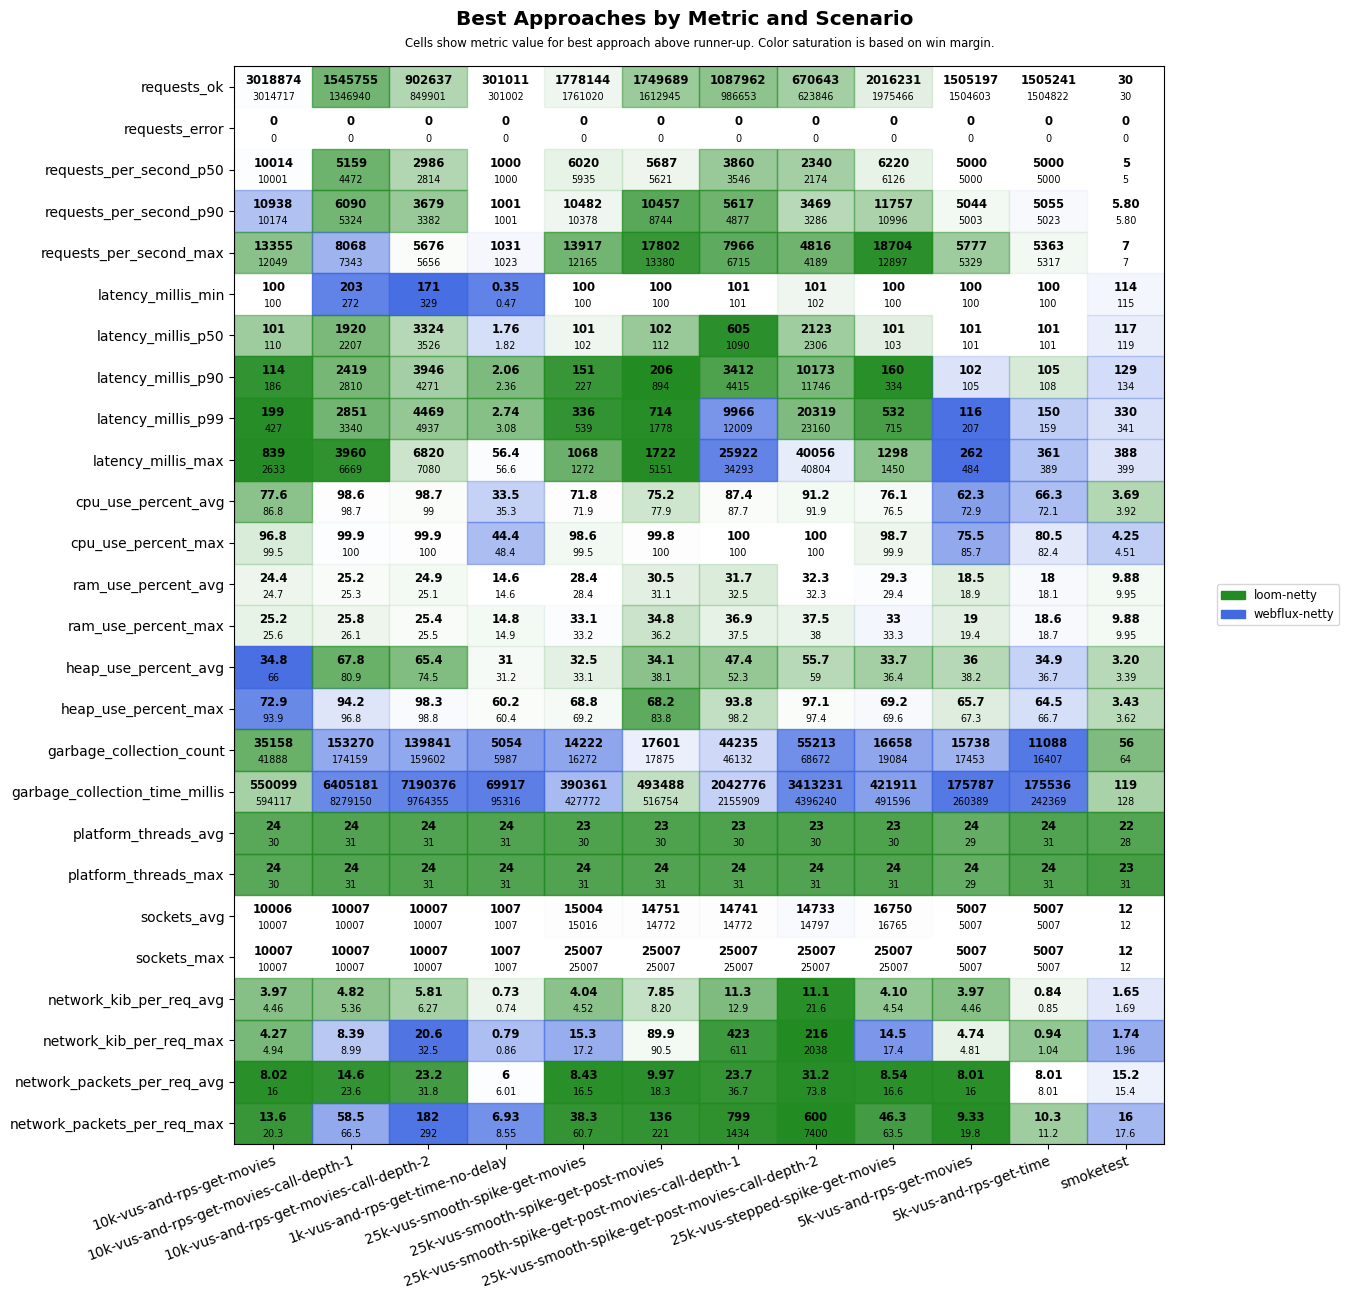 Best Approaches by Metric and Scenario
Cells show metric value for best approach above runner-up. Color saturation is based on win margin.
requests_ok
3018874 1545755 902637 301011 1778144 1749689 1087962 670643 2016231 1505197 1505241 30
3014717 1346940 849901 301002 1761020 1612945 986653 623846 1975466 1504603 1504822 30
requests_error
0 0 0 0 0 0 0 0 0 0 0 0
0 0 0 0 0 0 0 0 0 0 0 0
requests_per_second_p50
10014 5159 2986 1000 6020 5687 3860 2340 6220 5000 5000 5
10001 4472 2814 1000 5935 5621 3546 2174 6126 5000 5000 5
requests_per_second_p90
10938 6090 3679 1001 10482 10457 5617 3469 11757 5044 5055 5.80
10174 5324 3382 1001 10378 8744 4877 3286 10996 5003 5023 5.80
requests_per_second_max
13355 8068 5676 1031 13917 17802 7966 4816 18704 5777 5363 7
12049 7343 5656 1023 12165 13380 6715 4189 12897 5329 5317 7
latency_millis_min
100 203 171 0.35 100 100 101 101 100 100 100 114
100 272 329 0.47 100 100 101 102 100 100 100 115
latency_millis_p50
101 1920 3324 1.76 101 102 605 2123 101 101 101 117
110 2207 3526 1.82 102 112 1090 2306 103 101 101 119
latency_millis_p90
114 2419 3946 2.06 151 206 3412 10173 160 102 105 129
186 2810 4271 2.36 227 894 4415 11746 334 105 108 134
latency_millis_p99
199 2851 4469 2.74 336 714 9966 20319 532 116 150 330
427 3340 4937 3.08 539 1778 12009 23160 715 207 159 341
latency_millis_max
839 3960 6820 56.4 1068 1722 25922 40056 1298 262 361 388
2633 6669 7080 56.6 1272 5151 34293 40804 1450 484 389 399
cpu_use_percent_avg
77.6 98.6 98.7 33.5 71.8 75.2 87.4 91.2 76.1 62.3 66.3 3.69
86.8 98.7 99 35.3 71.9 77.9 87.7 91.9 76.5 72.9 72.1 3.92
cpu_use_percent_max
96.8 99.9 99.9 44.4 98.6 99.8 100 100 98.7 75.5 80.5 4.25
99.5 100 100 48.4 99.5 100 100 100 99.9 85.7 82.4 4.51
ram_use_percent_avg
24.4 25.2 24.9 14.6 28.4 30.5 31.7 32.3 29.3 18.5 18 9.88
24.7 25.3 25.1 14.6 28.4 31.1 32.5 32.3 29.4 18.9 18.1 9.95
ram_use_percent_max
25.2 25.8 25.4 14.8 33.1 34.8 36.9 37.5 33 19 18.6 9.88
25.6 26.1 25.5 14.9 33.2 36.2 37.5 38 33.3 19.4 18.7 9.95
heap_use_percent_avg
34.8 67.8 65.4 31 32.5 34.1 47.4 55.7 33.7 36 34.9 3.20
66 80.9 74.5 31.2 33.1 38.1 52.3 59 36.4 38.2 36.7 3.39
heap_use_percent_max
72.9 94.2 98.3 60.2 68.8 68.2 93.8 97.1 69.2 65.7 64.5 3.43
93.9 96.8 98.8 60.4 69.2 83.8 98.2 97.4 69.6 67.3 66.7 3.62
garbage_collection_count
35158 153270 139841 5054 14222 17601 44235 55213 16658 15738 11088 56
41888 174159 159602 5987 16272 17875 46132 68672 19084 17453 16407 64
garbage_collection_time_millis
550099 6405181 7190376 69917 390361 493488 2042776 3413231 421911 175787 175536 119
594117 8279150 9764355 95316 427772 516754 2155909 4396240 491596 260389 242369 128
platform_threads_avg
24 24 24 24 23 23 23 23 23 24 24 22
30 31 31 31 30 30 30 30 30 29 31 28
platform_threads_max
24 24 24 24 24 24 24 24 24 24 24 23
30 31 31 31 31 31 31 31 31 29 31 31
sockets_avg
10006 10007 10007 1007 15004 14751 14741 14733 16750 5007 5007 12
10007 10007 10007 1007 15016 14772 14772 14797 16765 5007 5007 12
sockets_max
10007 10007 10007 1007 25007 25007 25007 25007 25007 5007 5007 12
10007 10007 10007 1007 25007 25007 25007 25007 25007 5007 5007 12
network_kib_per_req_avg
3.97 4.82 5.81 0.73 4.04 7.85 11.3 11.1 4.10 3.97 0.84 1.65
4.46 5.36 6.27 0.74 4.52 8.20 12.9 21.6 4.54 4.46 0.85 1.69
network_kib_per_req_max
4.27 8.39 20.6 0.79 15.3 89.9 423 216 14.5 4.74 0.94 1.74
4.94 8.99 32.5 0.86 17.2 90.5 611 2038 17.4 4.81 1.04 1.96
network_packets_per_req_avg
8.02 14.6 23.2 6 8.43 9.97 23.7 31.2 8.54 8.01 8.01 15.2
16 23.6 31.8 6.01 16.5 18.3 36.7 73.8 16.6 16 8.01 15.4
network_packets_per_req_max
13.6 58.5 182 6.93 38.3 136 799 600 46.3 9.33 10.3 16
20.3 66.5 292 8.55 60.7 221 1434 7400 63.5 19.8 11.2 17.6
10k-vus-and-rps-get-movies
10k-vus-and-rps-get-movies-call-depth-1
10k-vus-and-rps-get-movies-call-depth-2
1k-vus-and-rps-get-time-no-delay
25k-vus-smooth-spike-get-movies
25k-vus-smooth-spike-get-post-movies
25k-vus-smooth-spike-get-post-movies-call-depth-1
25k-vus-smooth-spike-get-post-movies-call-depth-2
25k-vus-stepped-spike-get-movies
5k-vus-and-rps-get-movies
5k-vus-and-rps-get-time
smoketest
loom-netty
webflux-netty